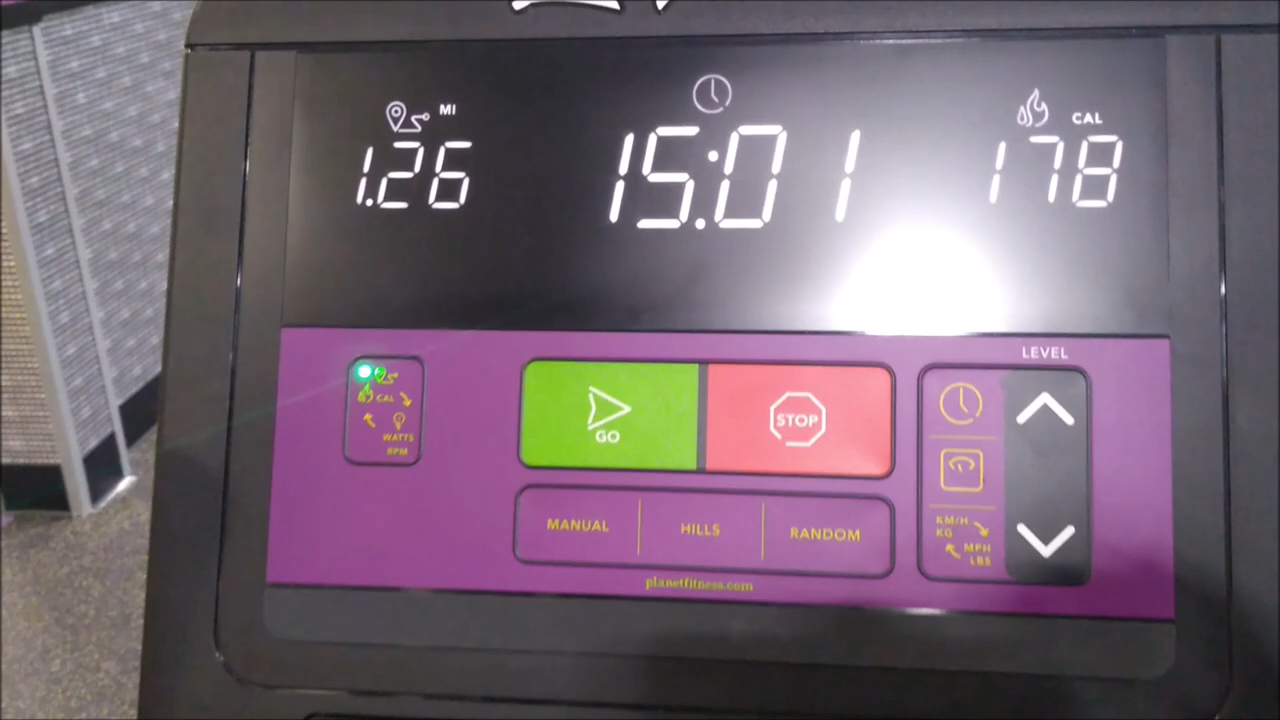 MI
CAL
1.26
15:01
178
LEVEL
CAL
WATTS
RPM
GO
STOP
MANUAL
HILLS
RANDOM
KM/H
KG
MPH
LBS
planetfitness.com